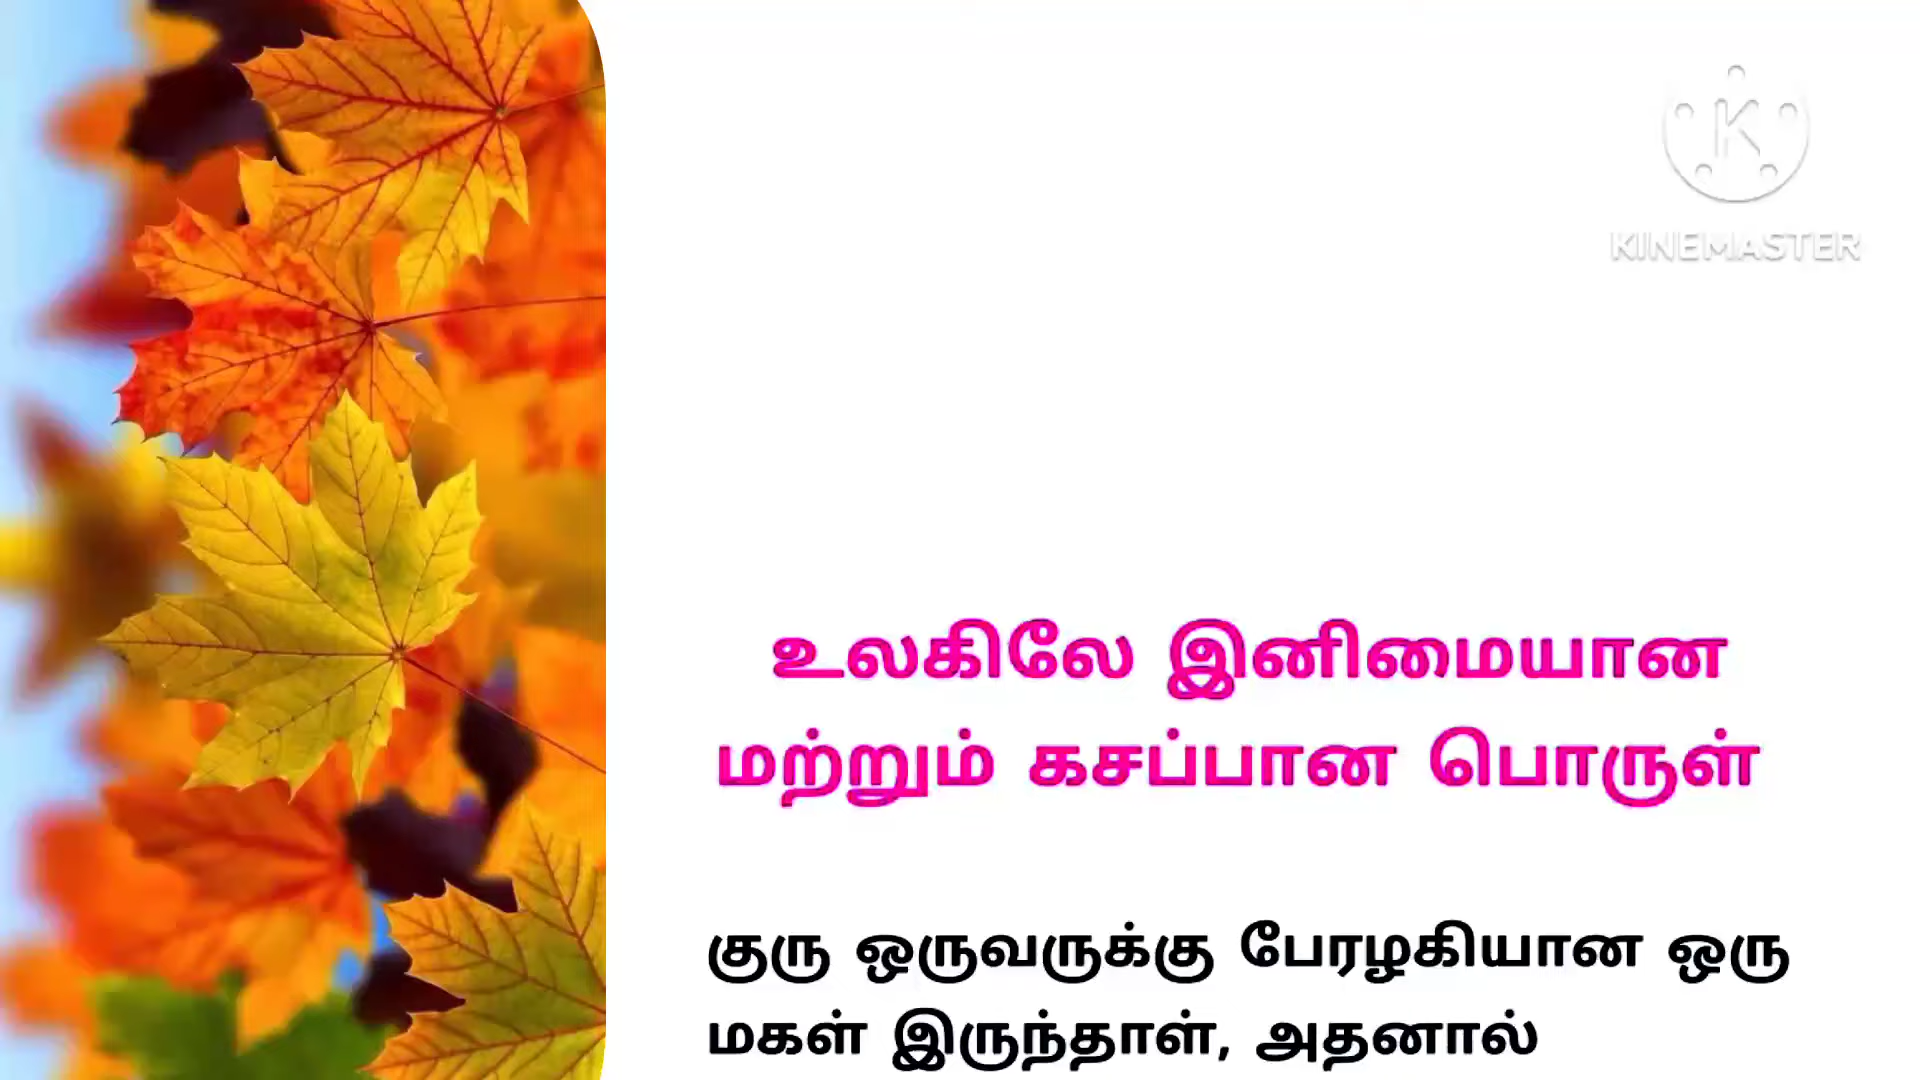 K
KINEMASTER
உலகிலே இனிமையான
மற்றும் கசப்பான பொருள்
குரு ஒருவருக்கு பேரழகியான ஒரு
மகள் இருந்தாள், அதனால்